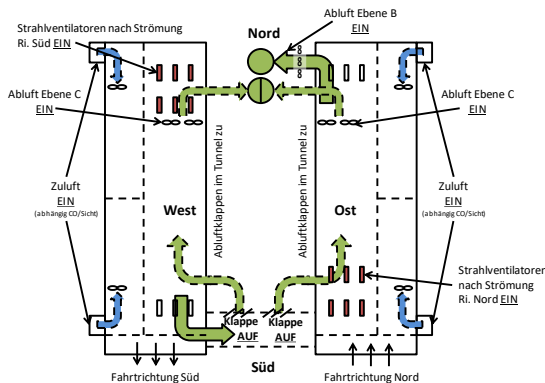 Nord
Abluft Ebene B
EIN
Strahlventilatoren nach Strömung
Ri. Süd EIN
Abluft Ebene C
EIN
Abluft Ebene C
EIN
Abluftklappen im Tunnel zu
Abluftklappen im Tunnel zu
Zuluft
EIN
(abhängig CO/Sicht)
West
Ost
Zuluft
EIN
(abhängig CO/Sicht)
Strahlventilatoren
nach Strömung
Ri. Nord EIN
Klappe
AUF
Klappe
AUF
Süd
Fahrtrichtung Süd
Fahrtrichtung Nord